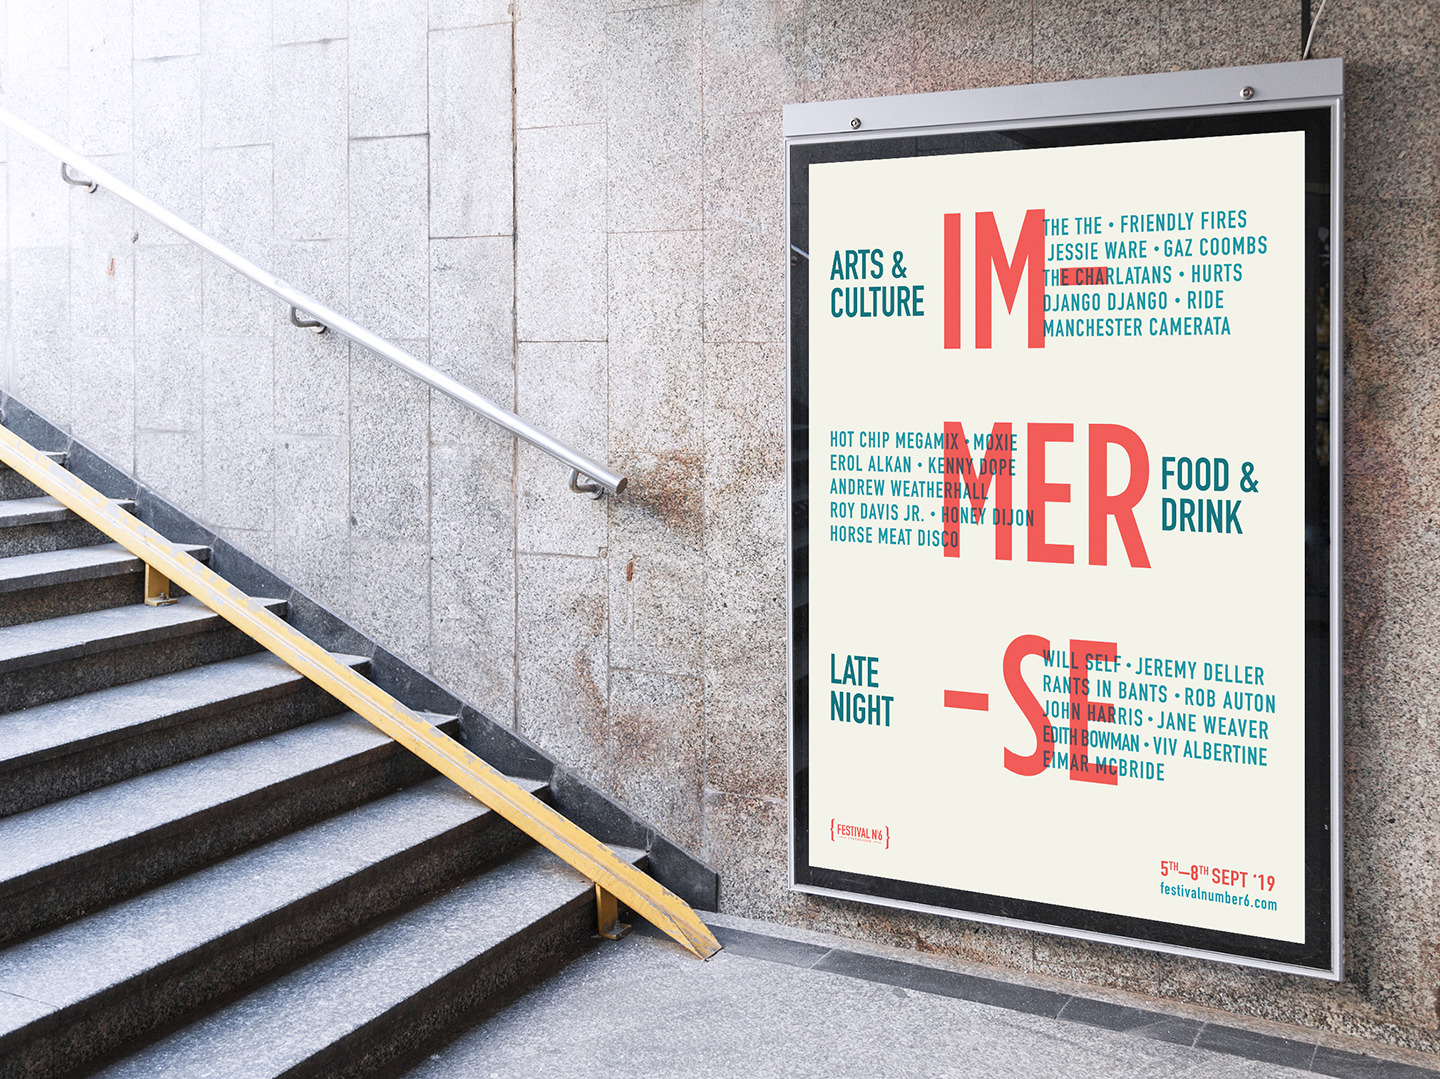 ARTS &
CULTURE
IM-
THE THE • FRIENDLY FIRES
JESSIE WARE • GAZ COOMBS
THE CHARLATANS • HURTS
DJANGO DJANGO • RIDE
MANCHESTER CAMERATA
HOT CHIP MEGAMIX • MOXIE
EROL ALKAN • KENNY DOPE
ANDREW WEATHERHALL
ROY DAVIS JR. • HONEY DIJON
HORSE MEAT DISCO
MER
FOOD &
DRINK
LATE
NIGHT
-SE
WILL SELF • JEREMY DELLER
RANTS IN BANTS • ROB AUTON
JOHN HARRIS • JANE WEAVER
EDITH BOWMAN • VIV ALBERTINE
EIMAR MCBRIDE
{ FESTIVAL Nº6 }
5TH—8TH SEPT ‘19
festivalnumber6.com